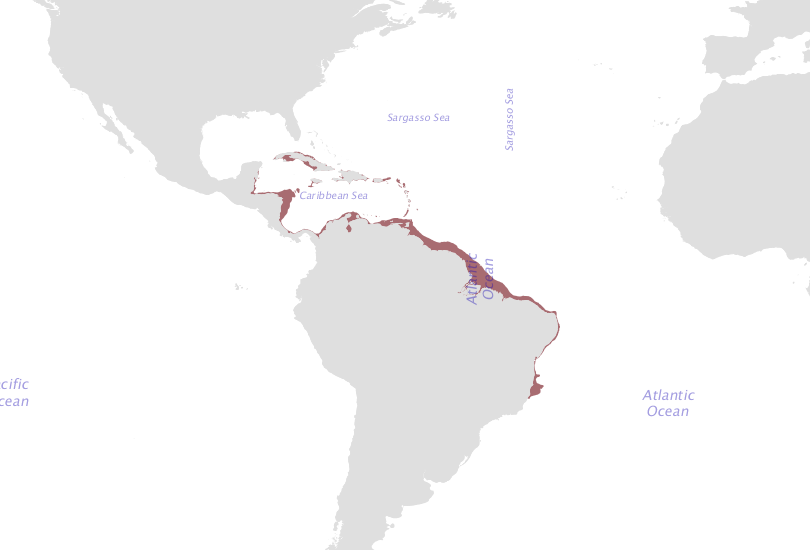 Sargasso Sea
Sargasso Sea
Caribbean Sea
Atlantic
Ocean
cific
cean
Atlantic
Ocean